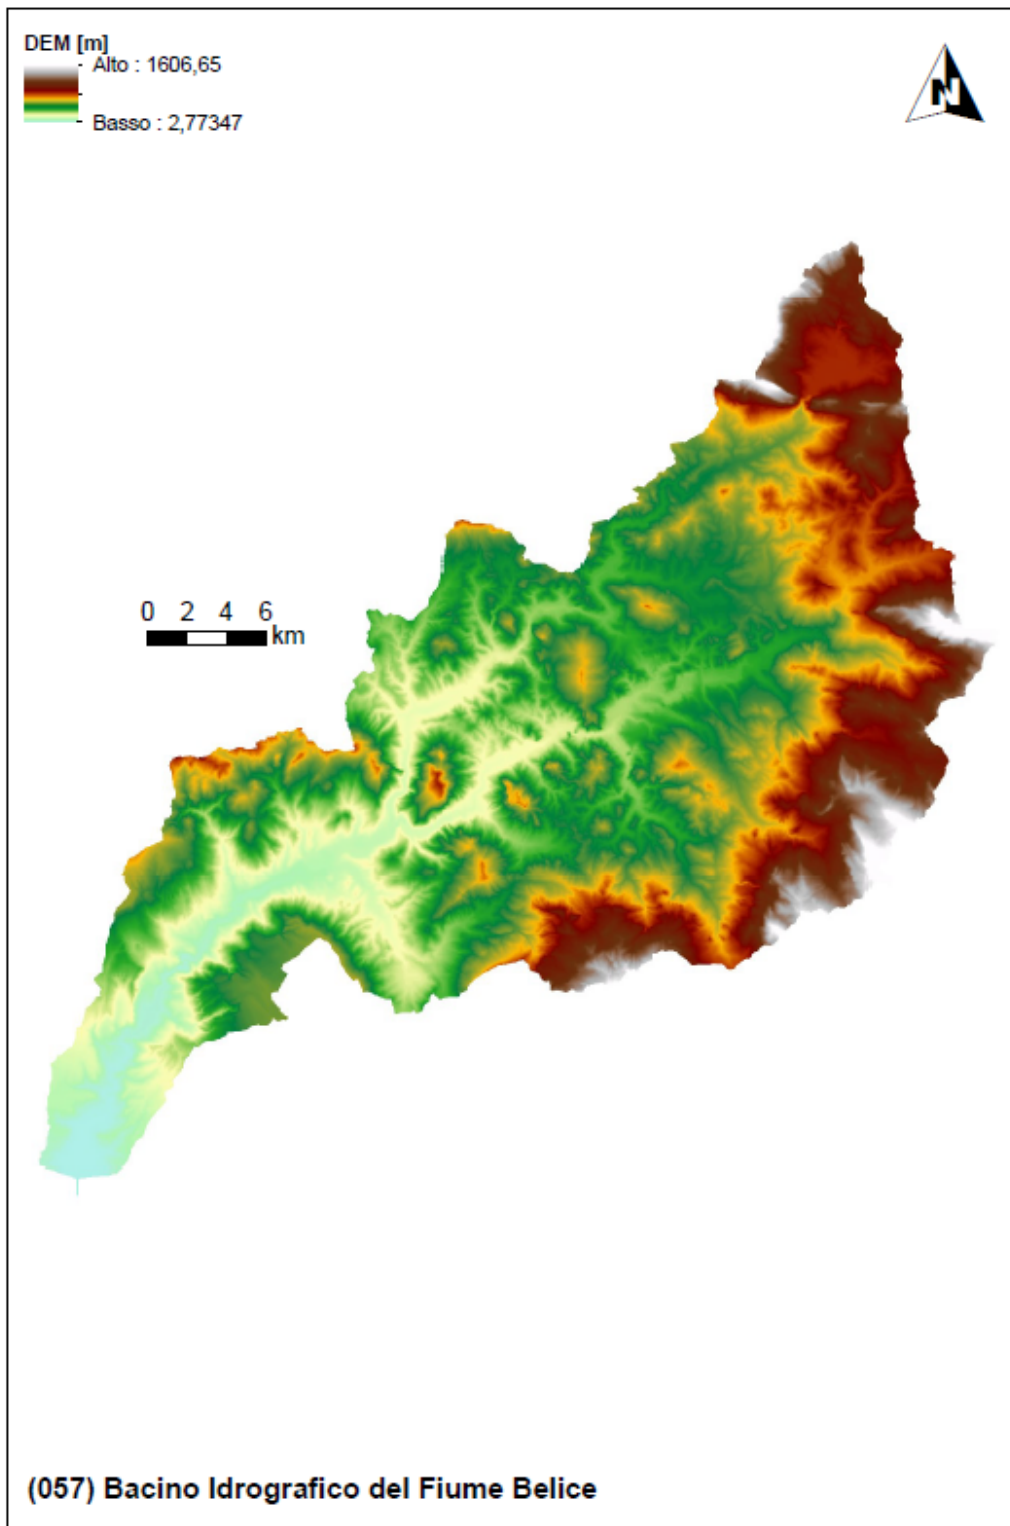 DEM [m]
Alto : 1606,65
Basso : 2,77347
N
0 2 4 6
km
(057) Bacino Idrografico del Fiume Belice